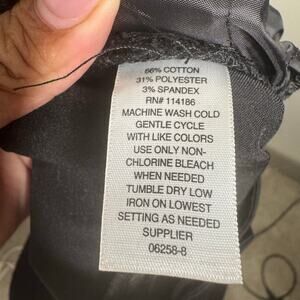 66% COTTON
31% POLYESTER
3% SPANDEX
RN# 114186
MACHINE WASH COLD
GENTLE CYCLE
WITH LIKE COLORS
USE ONLY NON-
CHLORINE BLEACH
WHEN NEEDED
TUMBLE DRY LOW
IRON ON LOWEST
SETTING AS NEEDED
SUPPLIER
06258-8